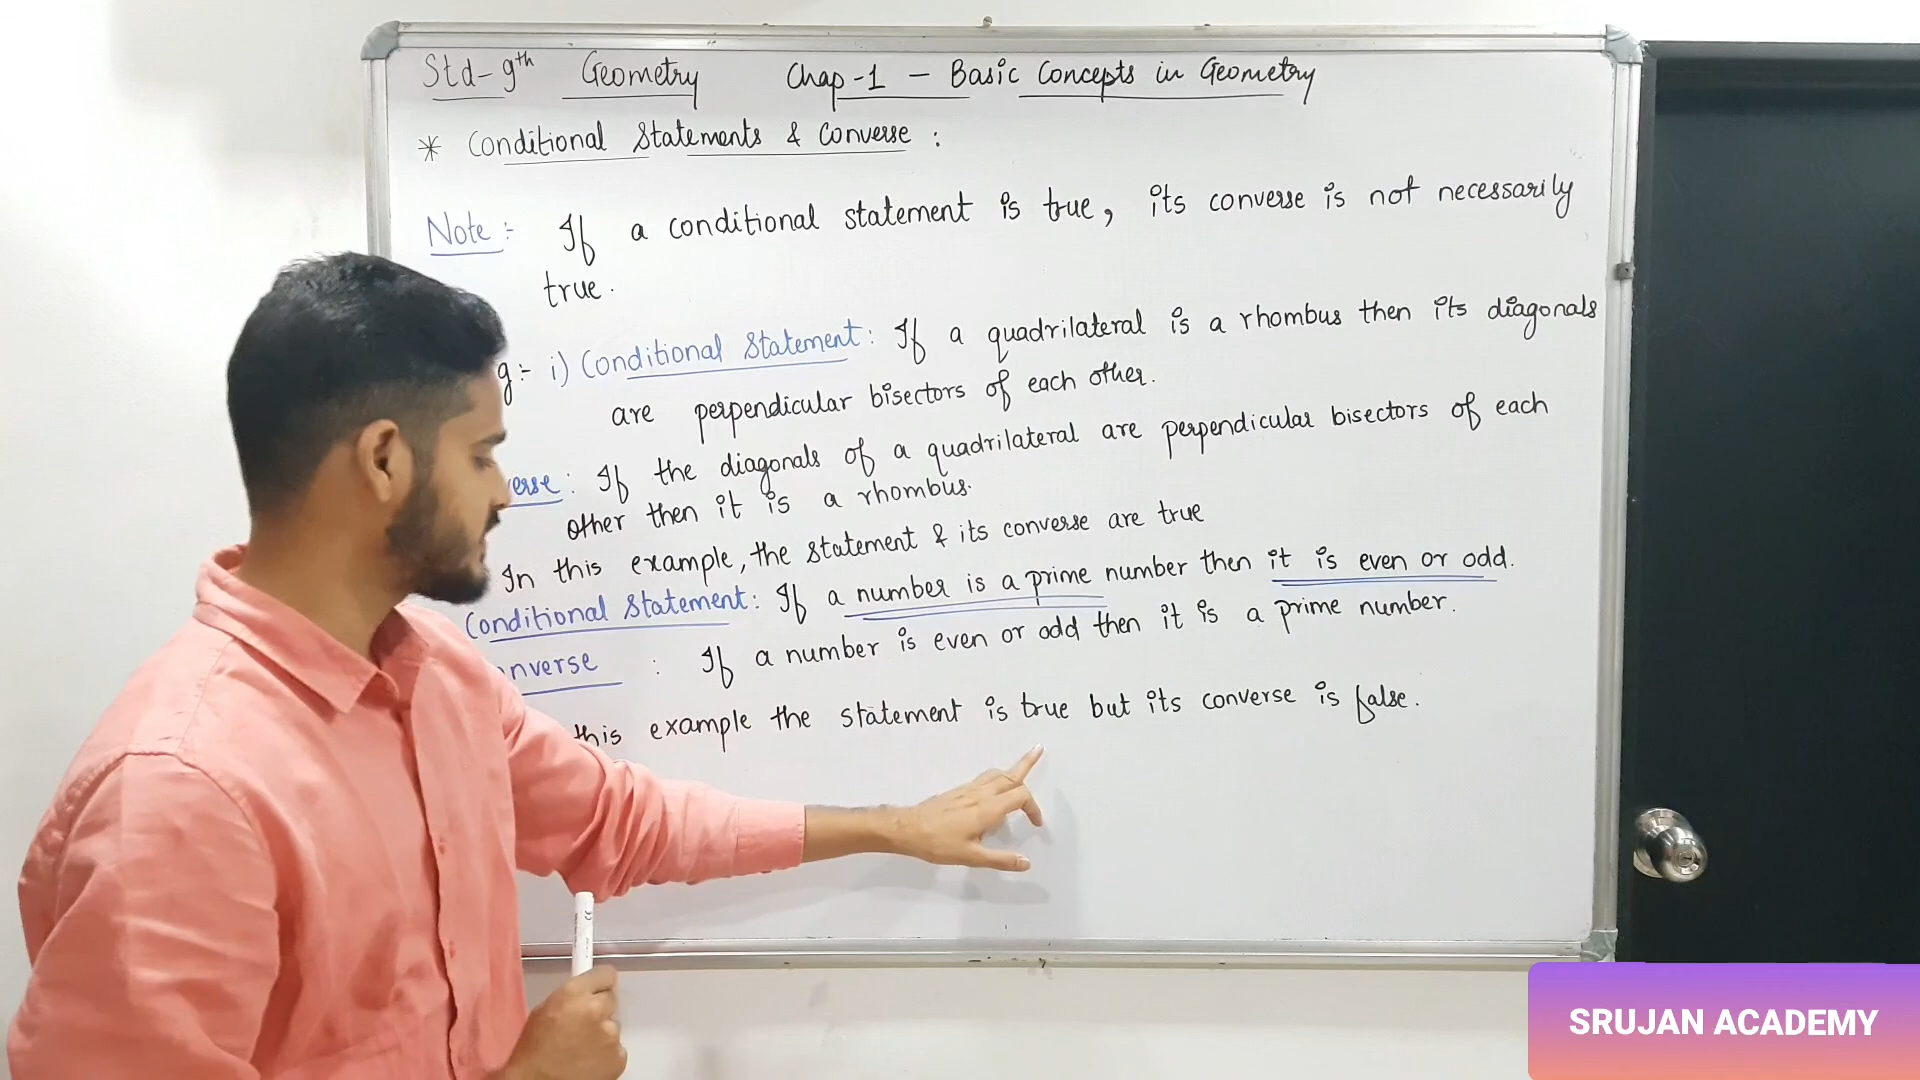 Std- 9th Geometry Chap-1 - Basic Concepts in Geometry
* Conditional Statements & Converse :
Note :- If a conditional statement is true, its converse is not necessarily
true.
g:- i) Conditional Statement : If a quadrilateral is a rhombus then its diagonals
are perpendicular bisectors of each other.
erse : If the diagonals of a quadrilateral are perpendicular bisectors of each
other then it is a rhombus.
In this example, the statement & its converse are true
Conditional Statement : If a number is a prime number then it is even or odd.
nverse : If a number is even or odd then it is a prime number.
this example the statement is true but its converse is false.
SRUJAN ACADEMY